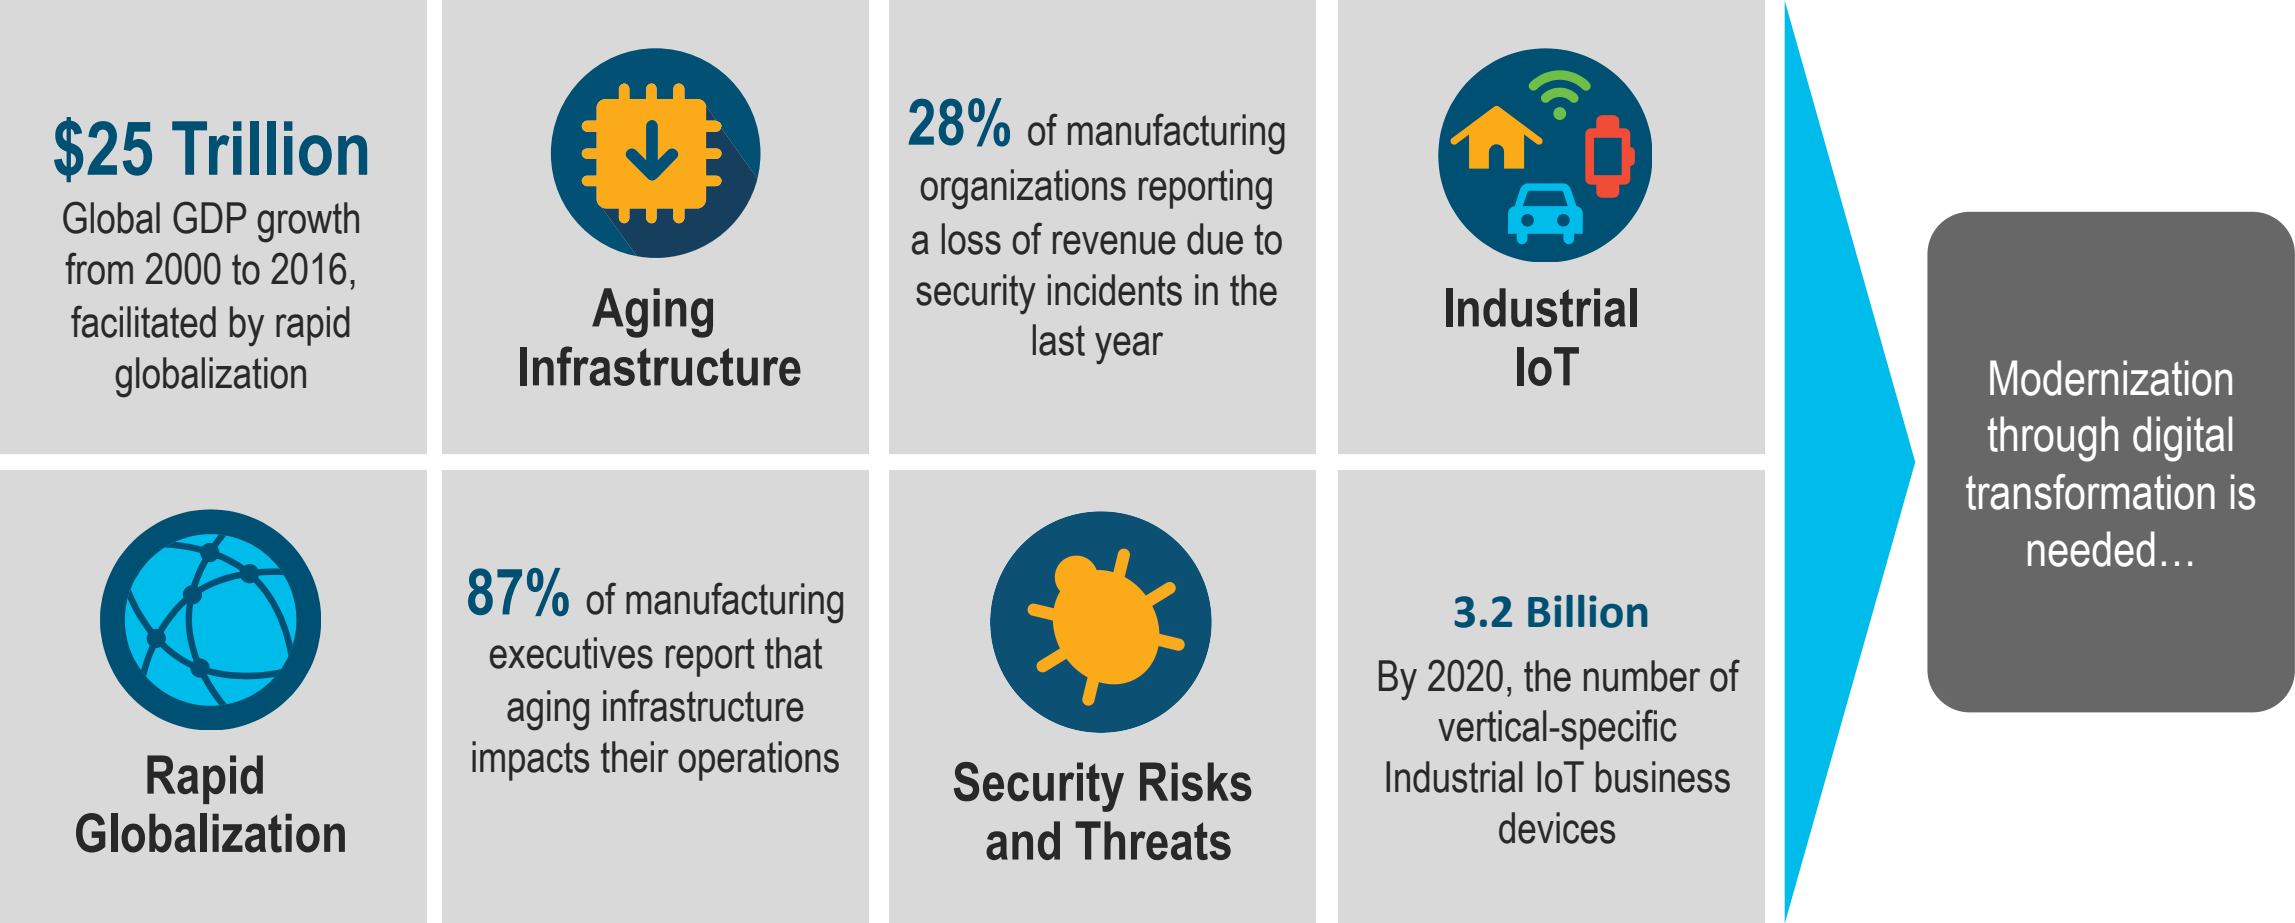 $25 Trillion
Global GDP growth
from 2000 to 2016,
facilitated by rapid
globalization
Aging
Infrastructure
28% of manufacturing
organizations reporting
a loss of revenue due to
security incidents in the
last year
Industrial
IoT
Rapid
Globalization
87% of manufacturing
executives report that
aging infrastructure
impacts their operations
Security Risks
and Threats
3.2 Billion
By 2020, the number of
vertical-specific
Industrial IoT business
devices
Modernization
through digital
transformation is
needed…